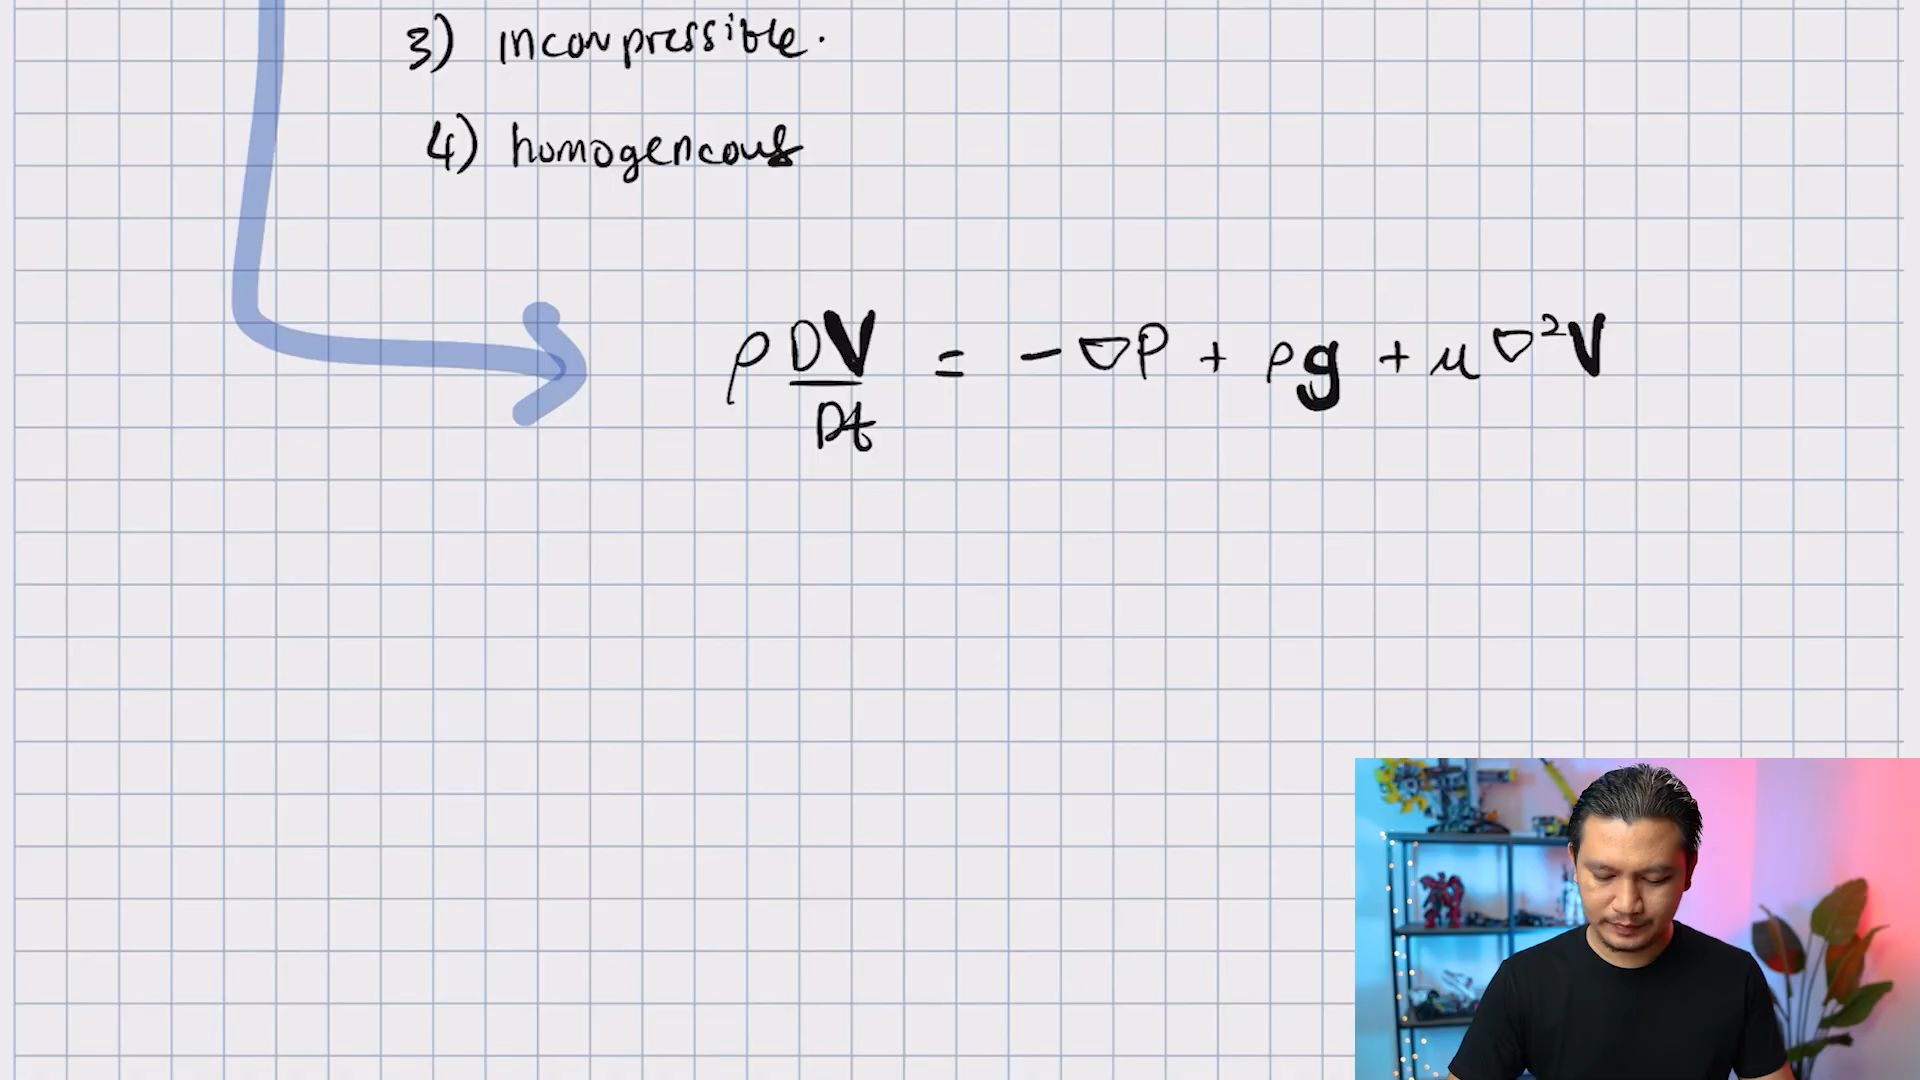 3) incompressible.
4) homogeneous
ρ DV/Dt = - ∇P + ρg + μ ∇²V